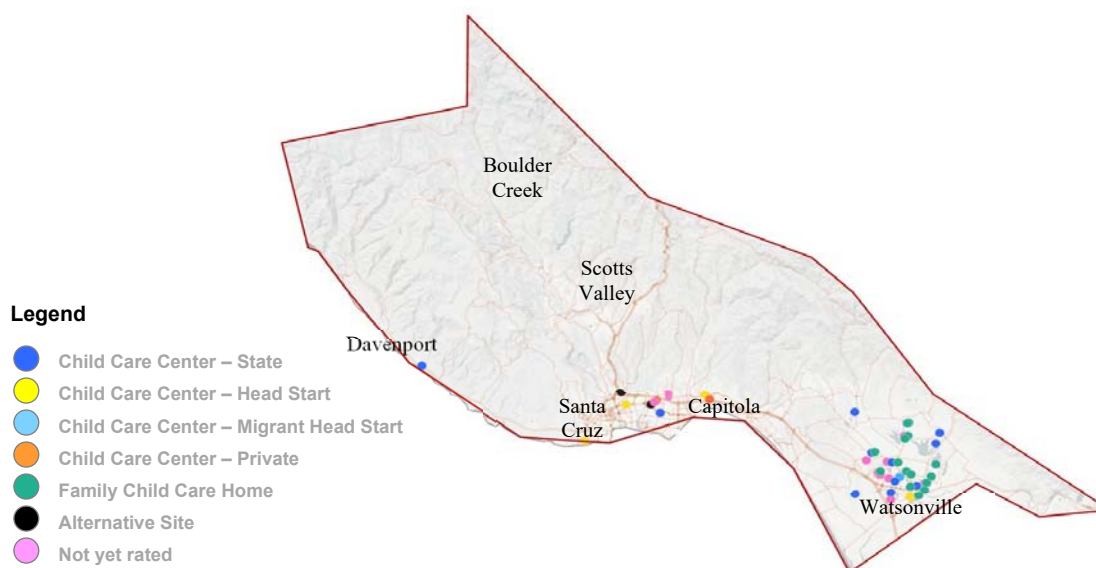 Boulder
Creek
Scotts
Valley
Davenport
Santa
Cruz
Capitola
Watsonville
Legend
Child Care Center – State
Child Care Center – Head Start
Child Care Center – Migrant Head Start
Child Care Center – Private
Family Child Care Home
Alternative Site
Not yet rated